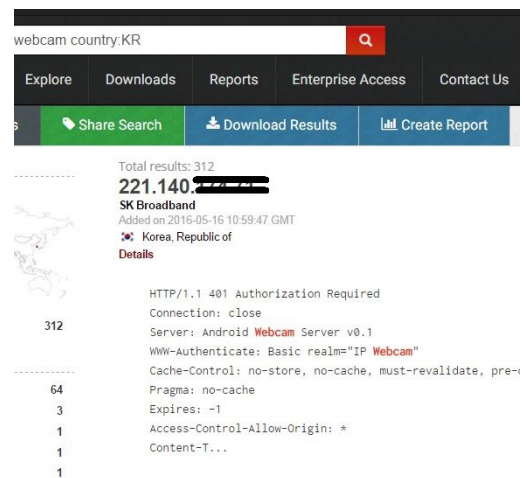 webcam country:KR
Explore Downloads Reports Enterprise Access Contact Us
s Share Search Download Results Create Report
Total results: 312
221.140.
SK Broadband
Added on 2016-05-16 10:59:47 GMT
Korea, Republic of
Details
HTTP/1.1 401 Authorization Required
Connection: close
312
Server: Android Webcam Server v0.1
WWW-Authenticate: Basic realm="IP Webcam"
Cache-Control: no-store, no-cache, must-revalidate, pre-
64
Pragma: no-cache
3
Expires: -1
1
Access-Control-Allow-Origin: *
1
Content-T...
1